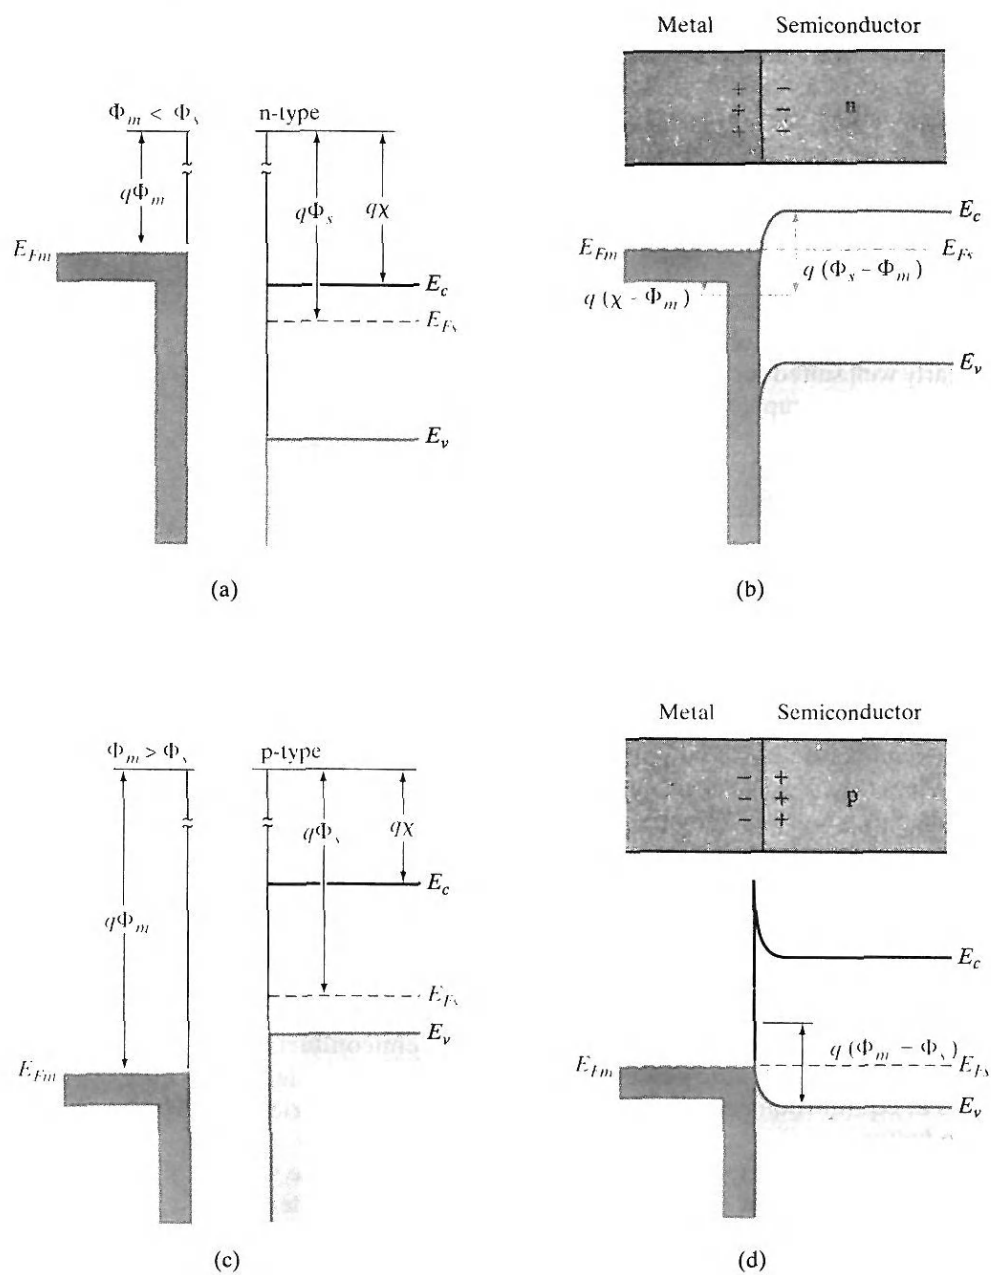 Metal Semiconductor
Φm < Φs n-type
+ −
+ − n
+ +
qΦm
qΦs qχ
EFm
Ec
EFs
Ev
Ec
EFm EFs
q (Φs − Φm)
q (χ - Φm)
Ev
(a)
(b)
Metal Semiconductor
Φm > Φs p-type
− +
− + p
− +
qΦs qχ
qΦm
Ec
EFs
Ev
EFm
Ec
q (Φm − Φs)
EFm EFs
Ev
(c)
(d)